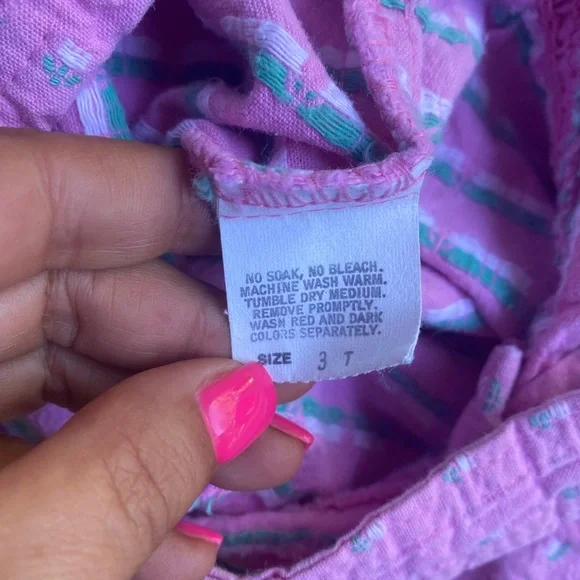 NO SOAK, NO BLEACH.
MACHINE WASH WARM.
TUMBLE DRY MEDIUM.
REMOVE PROMPTLY.
WASH RED AND DARK
COLORS SEPARATELY.
SIZE 3 T